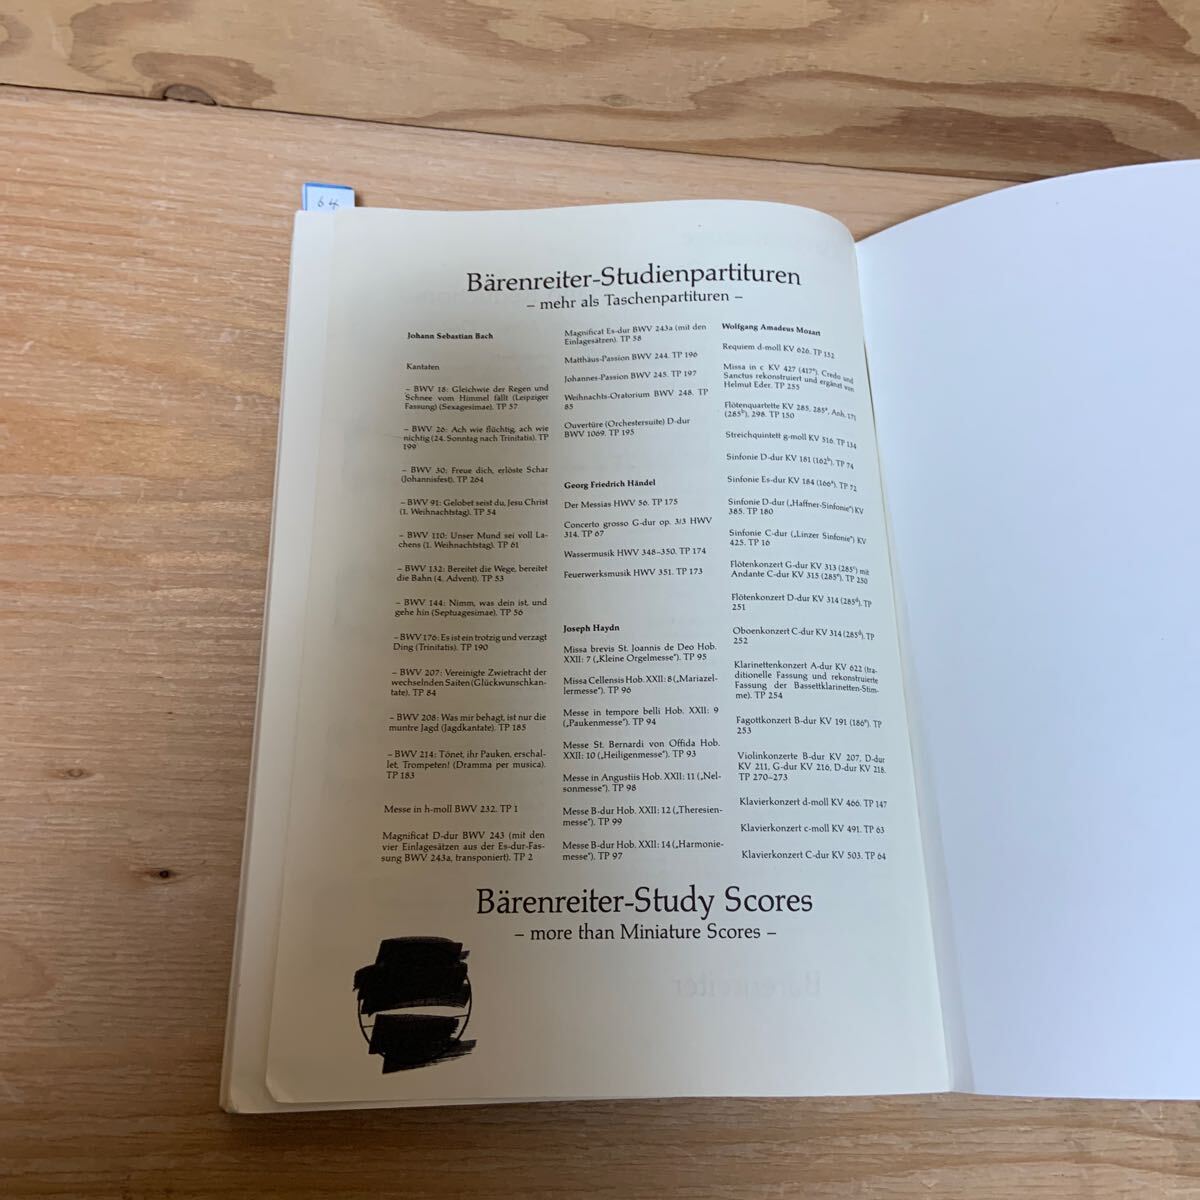 64
Bärenreiter-Studienpartituren
– mehr als Taschenpartituren –
Johann Sebastian Bach
Kantaten
– BWV 18: Gleichwie der Regen und
Schnee vom Himmel fällt (Leipziger
Fassung) (Sexagesimae). TP 57
– BWV 26: Ach wie flüchtig, ach wie
nichtig (24. Sonntag nach Trinitatis). TP
199
– BWV 30: Freue dich, erlöste Schar
(Johannisfest). TP 264
– BWV 91: Gelobet seist du, Jesu Christ
(1. Weihnachtstag). TP 54
– BWV 110: Unser Mund sei voll La-
chens (1. Weihnachtstag). TP 61
– BWV 132: Bereitet die Wege, bereitet
die Bahn (4. Advent). TP 53
– BWV 144: Nimm, was dein ist, und
gehe hin (Septuagesimae). TP 56
– BWV 176: Es ist ein trotzig und verzagt
Ding (Trinitatis). TP 190
– BWV 207: Vereinigte Zwietracht der
wechselnden Saiten (Glückwunschkan-
tate). TP 84
– BWV 208: Was mir behagt, ist nur die
muntre Jagd (Jagdkantate). TP 185
– BWV 214: Tönet, ihr Pauken, erschal-
let, Trompeten! (Dramma per musica).
TP 183
Messe in h-moll BWV 232. TP 1
Magnificat D-dur BWV 243 (mit den
vier Einlagesätzen aus der Es-dur-Fas-
sung BWV 243a, transponiert). TP 2
Magnificat Es-dur BWV 243a (mit den
Einlagesätzen). TP 58
Matthäus-Passion BWV 244. TP 196
Johannes-Passion BWV 245. TP 197
Weihnachts-Oratorium BWV 248. TP
85
Ouvertüre (Orchestersuite) D-dur
BWV 1069. TP 195
Georg Friedrich Händel
Der Messias HWV 56. TP 175
Concerto grosso G-dur op. 3/3 HWV
314. TP 67
Wassermusik HWV 348–350. TP 174
Feuerwerksmusik HWV 351. TP 173
Joseph Haydn
Missa brevis St. Joannis de Deo Hob.
XXII: 7 („Kleine Orgelmesse“). TP 95
Missa Cellensis Hob. XXII: 8 („Mariazel-
lermesse“). TP 96
Messe in tempore belli Hob. XXII: 9
(„Paukenmesse“). TP 94
Messe St. Bernardi von Offida Hob.
XXII: 10 („Heiligenmesse“). TP 93
Messe in Angustiis Hob. XXII: 11 („Nel-
sonmesse“). TP 98
Messe B-dur Hob. XXII: 12 („Theresien-
messe“). TP 99
Messe B-dur Hob. XXII: 14 („Harmonie-
messe“). TP 97
Wolfgang Amadeus Mozart
Requiem d-moll KV 626. TP 152
Missa in c KV 427 (417ª). Credo und
Sanctus rekonstruiert und ergänzt von
Helmut Eder. TP 255
Flötenquartette KV 285, 285ª, Anh. 171
(285ᵇ), 298. TP 150
Streichquintett g-moll KV 516. TP 134
Sinfonie D-dur KV 181 (162ᵇ). TP 74
Sinfonie Es-dur KV 184 (166ª). TP 72
Sinfonie D-dur („Haffner-Sinfonie“) KV
385. TP 180
Sinfonie C-dur („Linzer Sinfonie“) KV
425. TP 16
Flötenkonzert G-dur KV 313 (285ᶜ) mit
Andante C-dur KV 315 (285ᵉ). TP 250
Flötenkonzert D-dur KV 314 (285ᵈ). TP
251
Oboenkonzert C-dur KV 314 (285ᵈ). TP
252
Klarinettenkonzert A-dur KV 622 (tra-
ditionelle Fassung und rekonstruierte
Fassung der Bassettklarinetten-Stim-
me). TP 254
Fagottkonzert B-dur KV 191 (186ᵉ). TP
253
Violinkonzerte B-dur KV 207, D-dur
KV 211, G-dur KV 216, D-dur KV 218.
TP 270–273
Klavierkonzert d-moll KV 466. TP 147
Klavierkonzert c-moll KV 491. TP 63
Klavierkonzert C-dur KV 503. TP 64
Bärenreiter-Study Scores
– more than Miniature Scores –